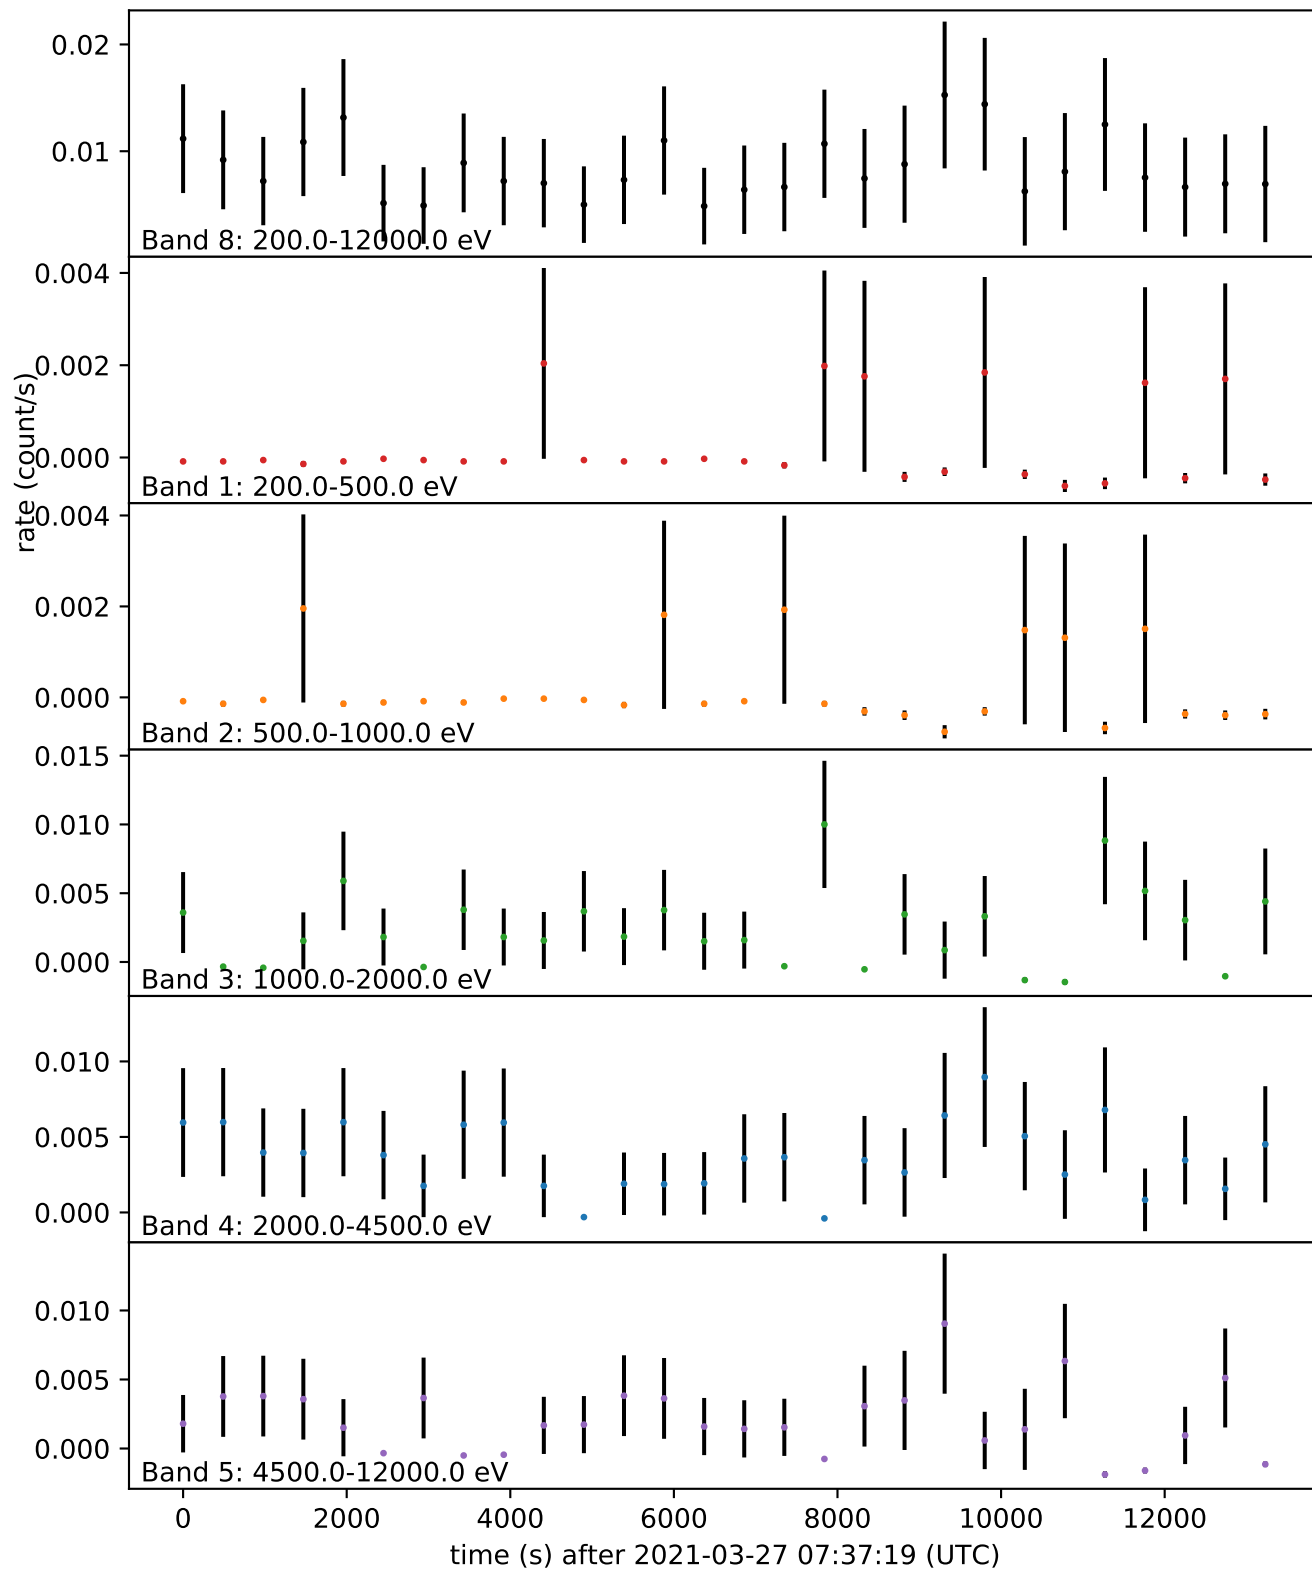 0.02
0.01
Band 8: 200.0-12000.0 eV
0.004
0.002
0.000
Band 1: 200.0-500.0 eV
rate (count/s)
0.004
0.002
0.000
Band 2: 500.0-1000.0 eV
0.015
0.010
0.005
0.000
Band 3: 1000.0-2000.0 eV
0.010
0.005
0.000
Band 4: 2000.0-4500.0 eV
0.010
0.005
0.000
Band 5: 4500.0-12000.0 eV
0 2000 4000 6000 8000 10000 12000
time (s) after 2021-03-27 07:37:19 (UTC)